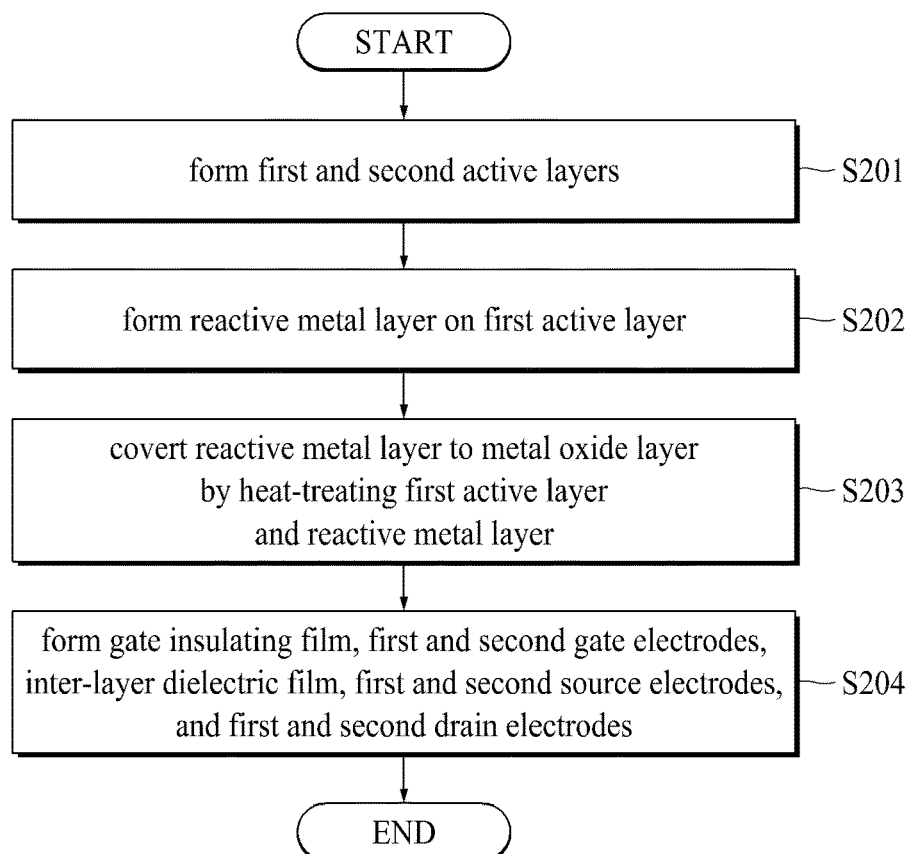 START
form first and second active layers
S201
form reactive metal layer on first active layer
S202
covert reactive metal layer to metal oxide layer
by heat-treating first active layer
and reactive metal layer
S203
form gate insulating film, first and second gate electrodes,
inter-layer dielectric film, first and second source electrodes,
and first and second drain electrodes
S204
END